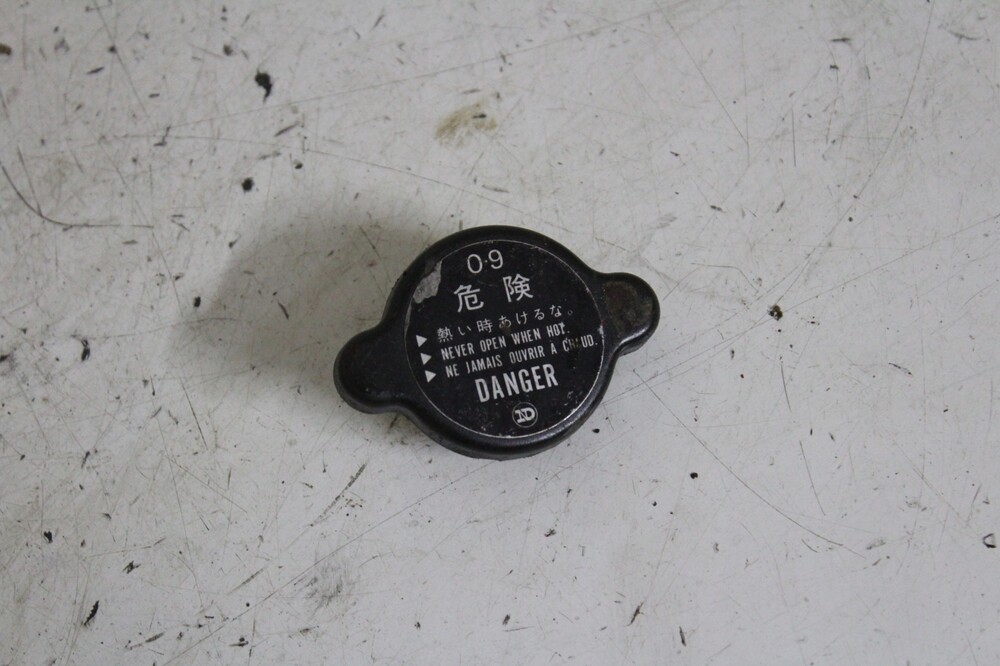 0·9
危険
▶ 熱い時あけるな。
▶ NEVER OPEN WHEN HOT.
▶ NE JAMAIS OUVRIR À
DANGER
ND